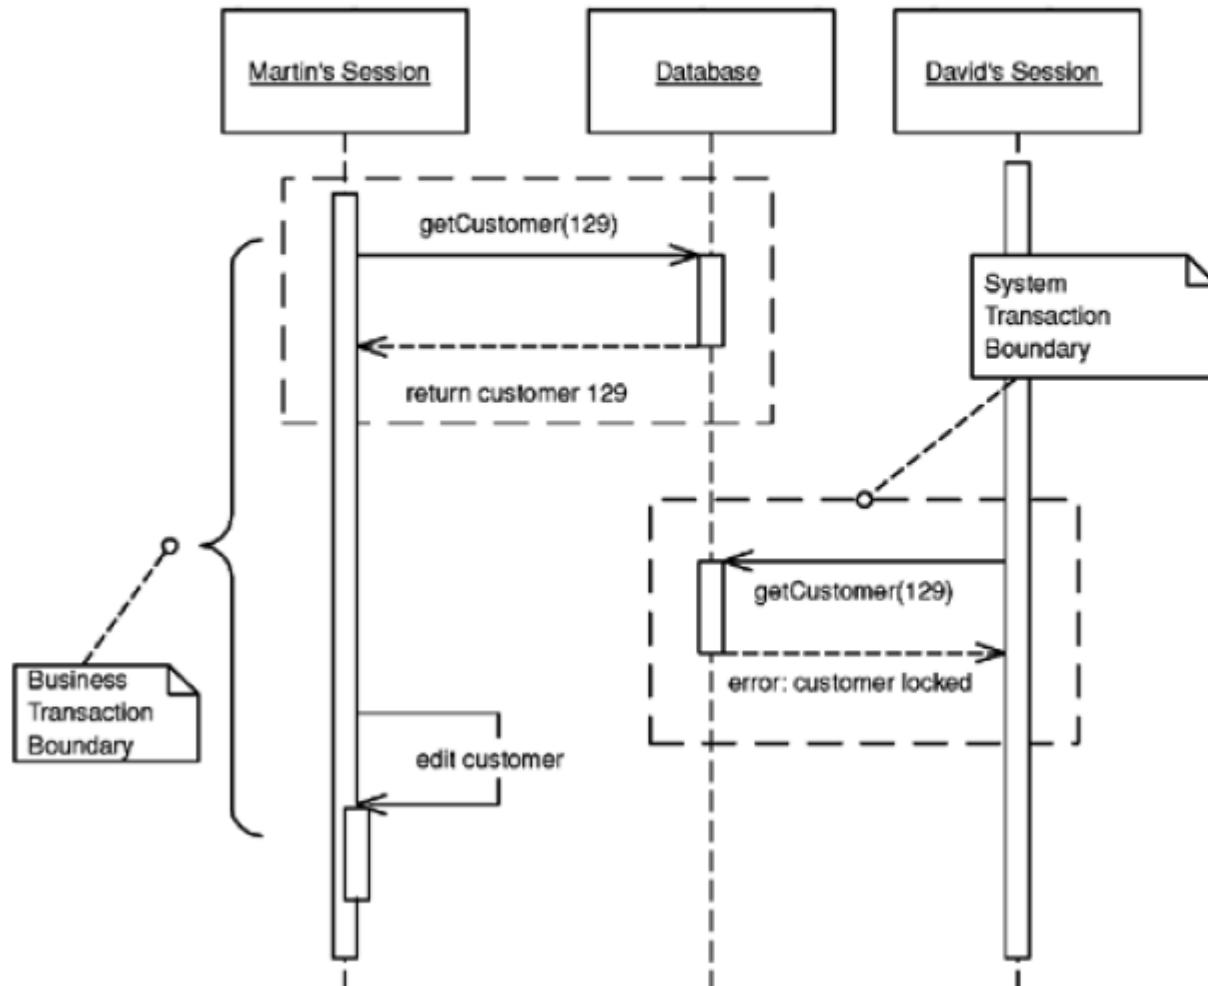 Martin's Session
Database
David's Session
getCustomer(129)
System
Transaction
Boundary
return customer 129
getCustomer(129)
error: customer locked
Business
Transaction
Boundary
edit customer